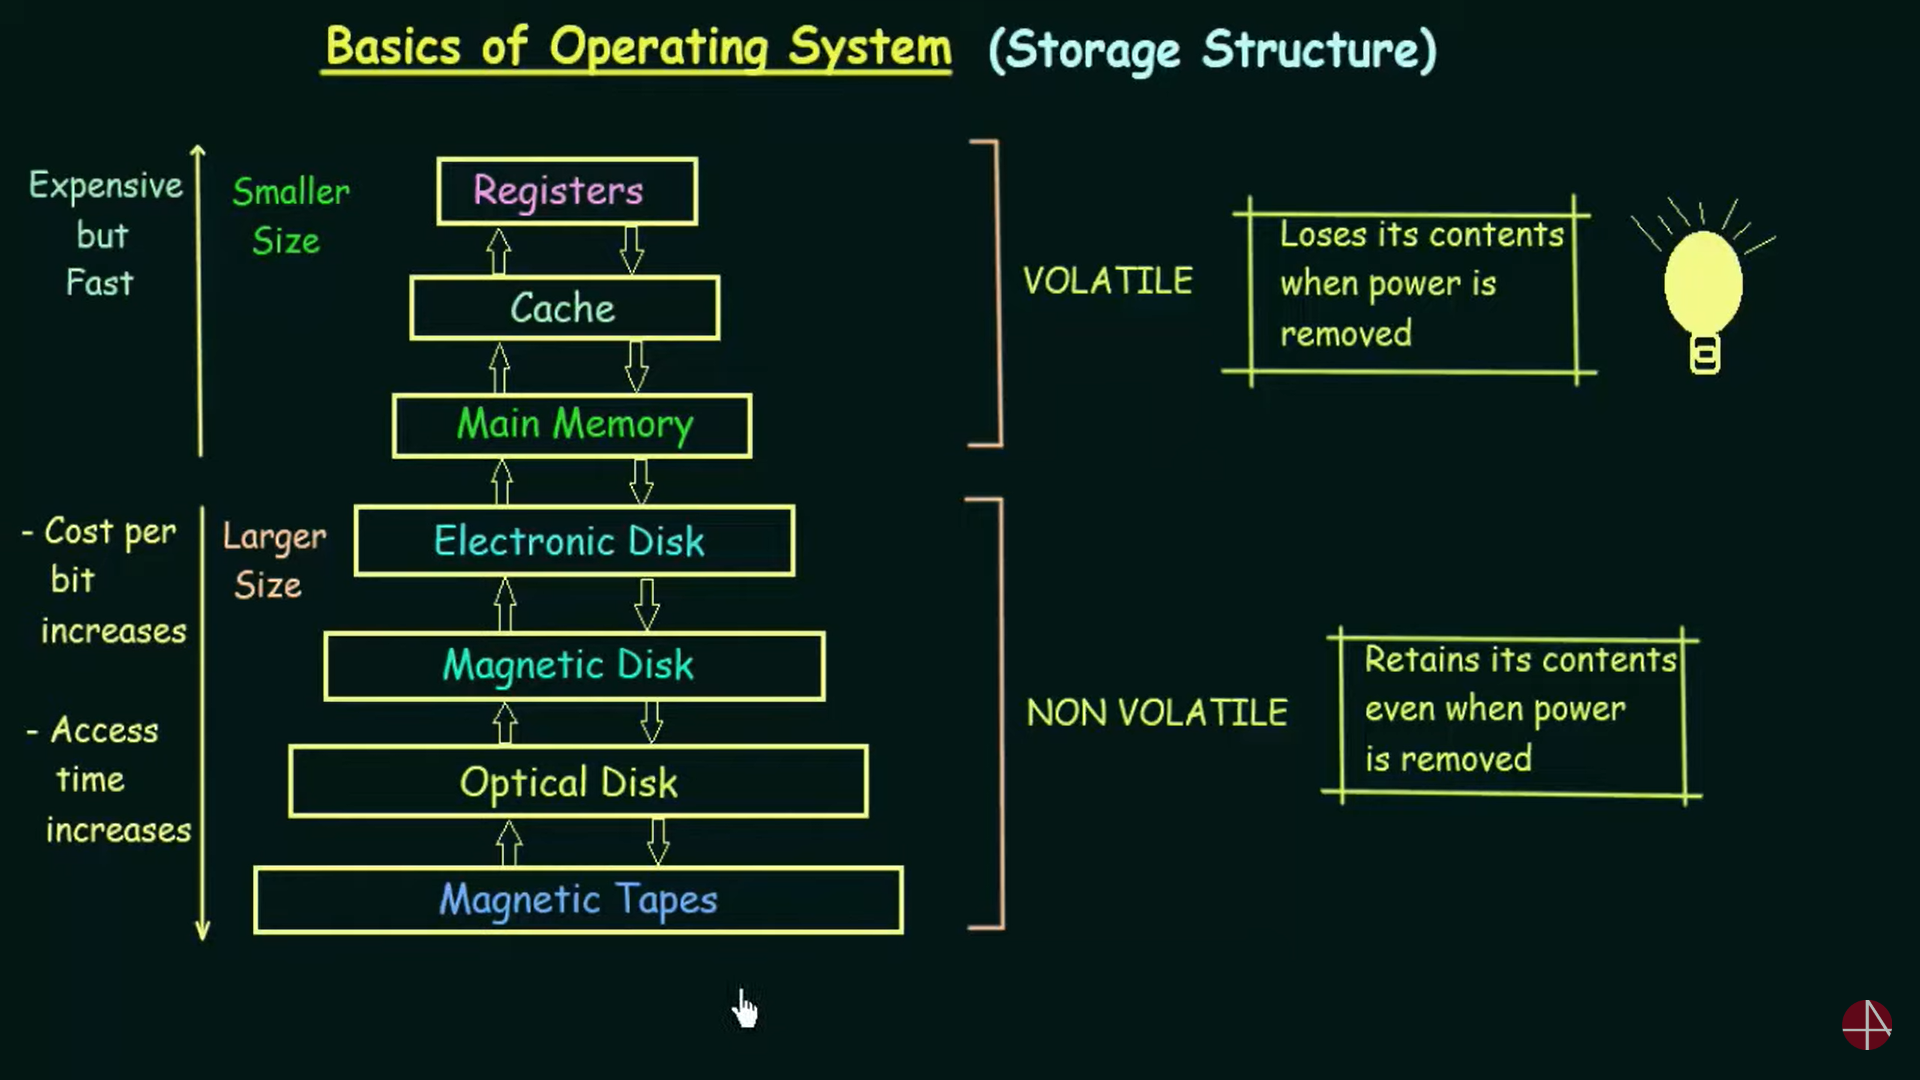 Basics of Operating System (Storage Structure)
Expensive
but
Fast
Smaller
Size
Registers
Cache
Main Memory
VOLATILE
Loses its contents
when power is
removed
- Cost per
bit
increases
- Access
time
increases
Larger
Size
Electronic Disk
Magnetic Disk
Optical Disk
Magnetic Tapes
NON VOLATILE
Retains its contents
even when power
is removed